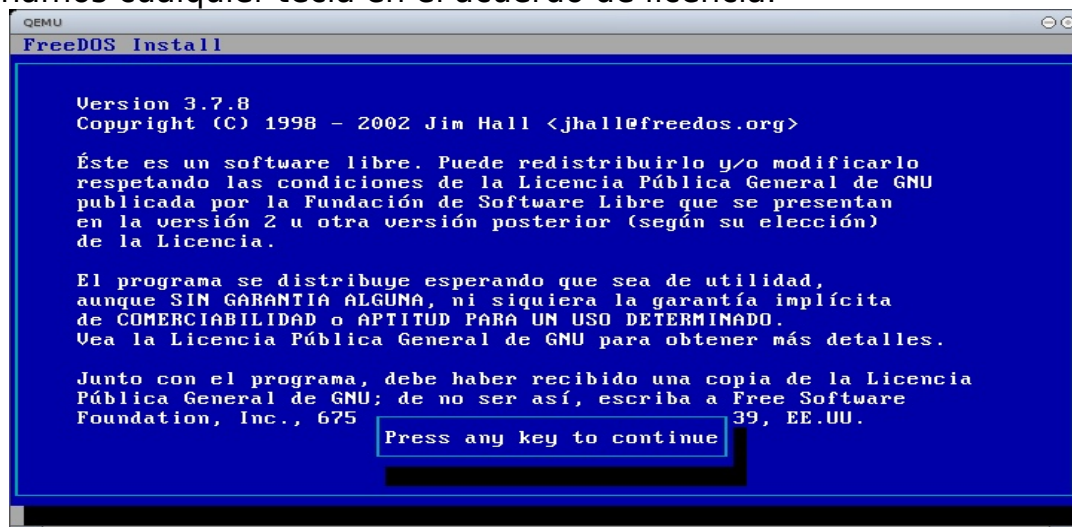 cualquier tecla en el acuerdo de licencia.
QEMU
FreeDOS Install
Version 3.7.8
Copyright (C) 1998 - 2002 Jim Hall <jhall@freedos.org>
Éste es un software libre. Puede redistribuirlo y/o modificarlo
respetando las condiciones de la Licencia Pública General de GNU
publicada por la Fundación de Software Libre que se presentan
en la versión 2 u otra versión posterior (según su elección)
de la Licencia.
El programa se distribuye esperando que sea de utilidad,
aunque SIN GARANTIA ALGUNA, ni siquiera la garantía implícita
de COMERCIABILIDAD o APTITUD PARA UN USO DETERMINADO.
Vea la Licencia Pública General de GNU para obtener más detalles.
Junto con el programa, debe haber recibido una copia de la Licencia
Pública General de GNU; de no ser así, escriba a Free Software
Foundation, Inc., 675 39, EE.UU.
Press any key to continue